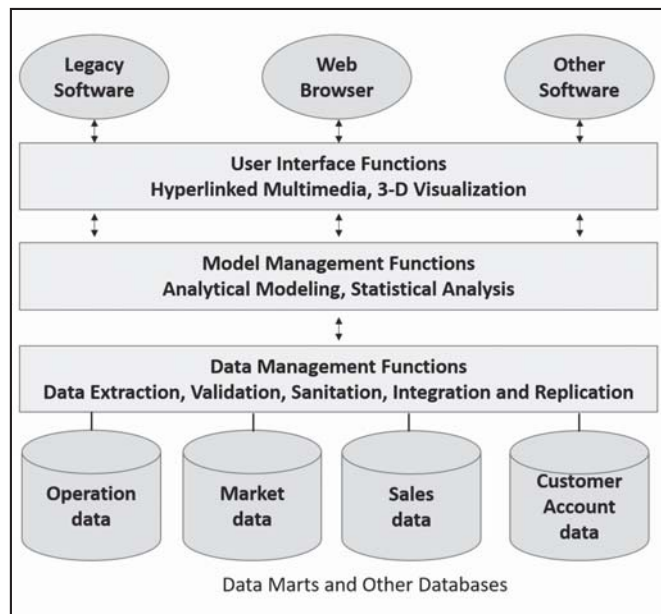 Legacy
Software
Web
Browser
Other
Software
User Interface Functions
Hyperlinked Multimedia, 3-D Visualization
Model Management Functions
Analytical Modeling, Statistical Analysis
Data Management Functions
Data Extraction, Validation, Sanitation, Integration and Replication
Operation
data
Market
data
Sales
data
Customer
Account
data
Data Marts and Other Databases